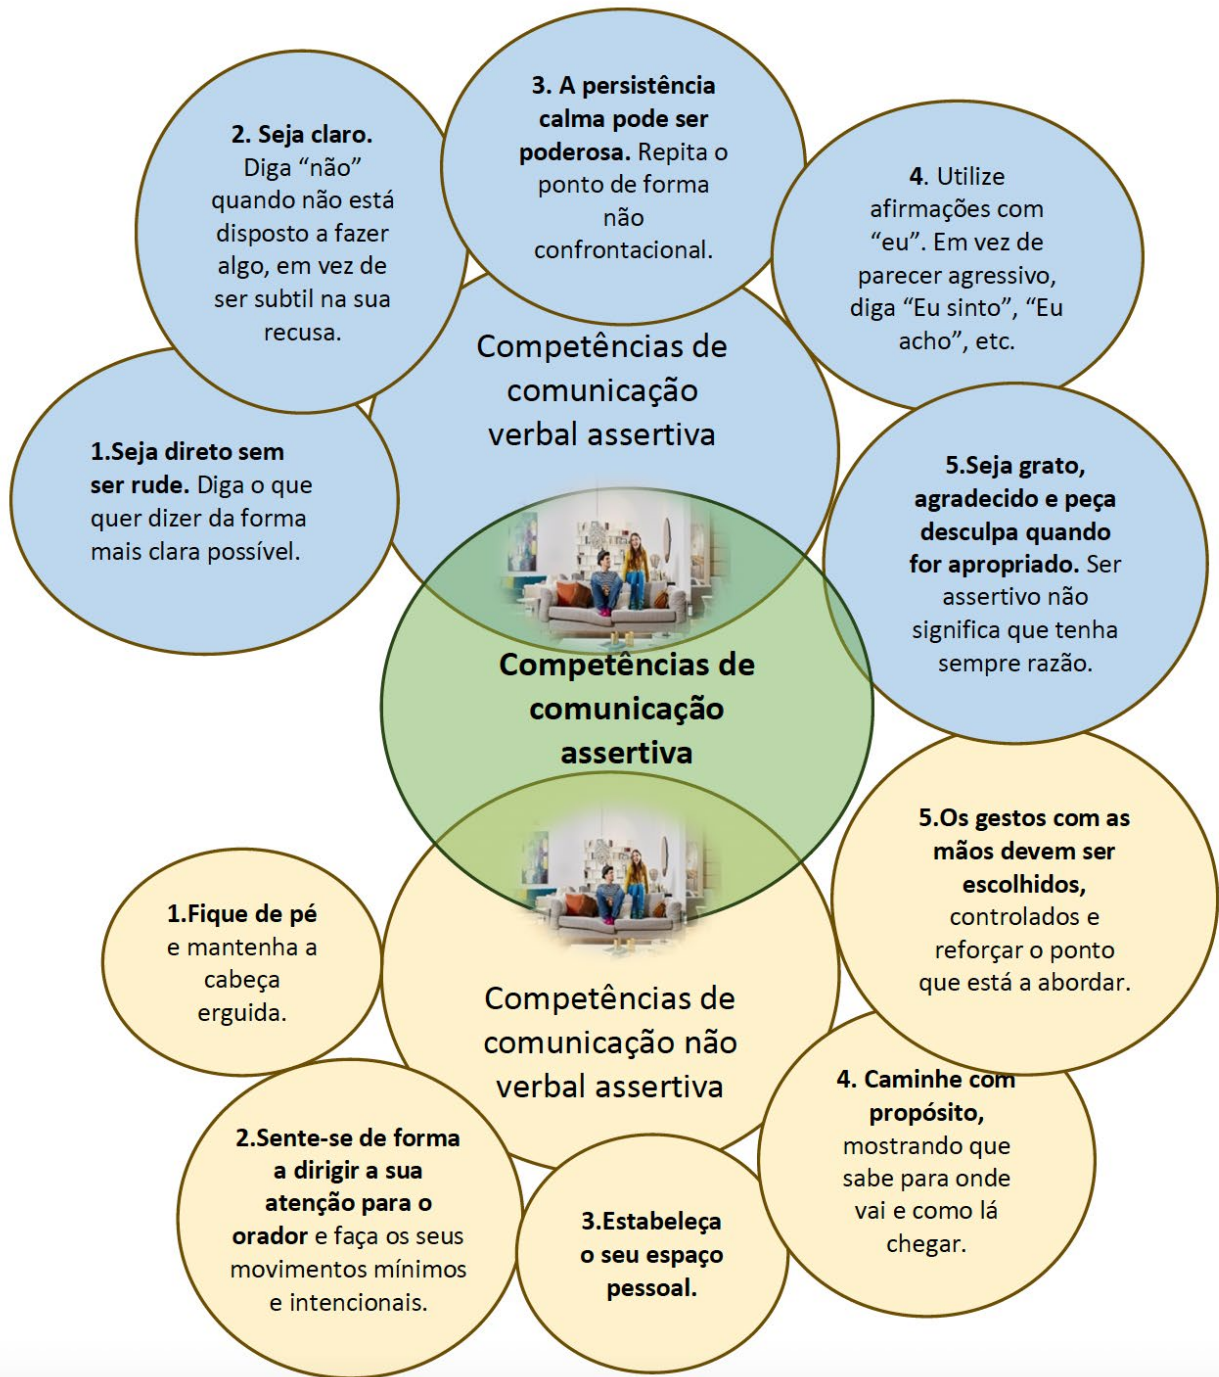 3. A persistência
calma pode ser
poderosa. Repita o
ponto de forma
não
confrontacional.
2. Seja claro.
Diga “não”
quando não está
disposto a fazer
algo, em vez de
ser subtil na sua
recusa.
4. Utilize
afirmações com
“eu”. Em vez de
parecer agressivo,
diga “Eu sinto”, “Eu
acho”, etc.
Competências de
comunicação
verbal assertiva
1.Seja direto sem
ser rude. Diga o que
quer dizer da forma
mais clara possível.
5.Seja grato,
agradecido e peça
desculpa quando
for apropriado. Ser
assertivo não
significa que tenha
sempre razão.
Competências de
comunicação
assertiva
5.Os gestos com as
mãos devem ser
escolhidos,
controlados e
reforçar o ponto
que está a abordar.
1.Fique de pé
e mantenha a
cabeça
erguida.
Competências de
comunicação não
verbal assertiva
4. Caminhe com
propósito,
mostrando que
sabe para onde
vai e como lá
chegar.
2.Sente-se de forma
a dirigir a sua
atenção para o
orador e faça os seus
movimentos mínimos
e intencionais.
3.Estabeleça
o seu espaço
pessoal.